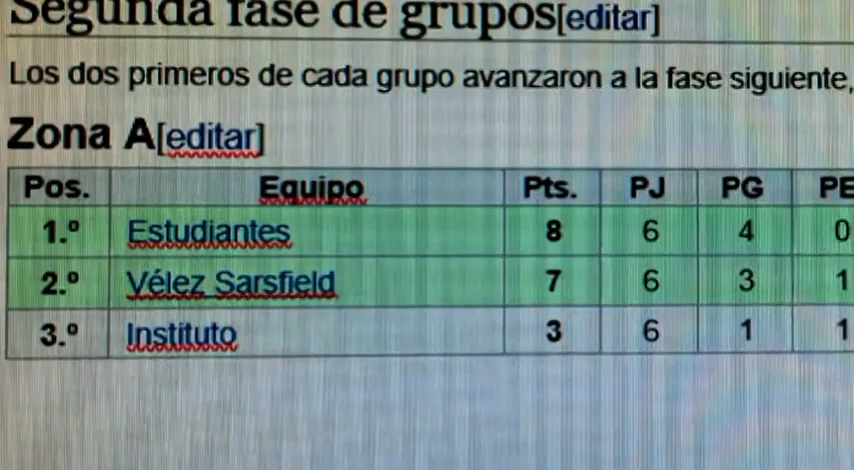 Segunda fase de grupos[editar]
Los dos primeros de cada grupo avanzaron a la fase siguiente,
Zona A[editar]
Pos. Equipo Pts. PJ PG PE
1.º Estudiantes 8 6 4 0
2.º Vélez Sarsfield 7 6 3 1
3.º Instituto 3 6 1 1